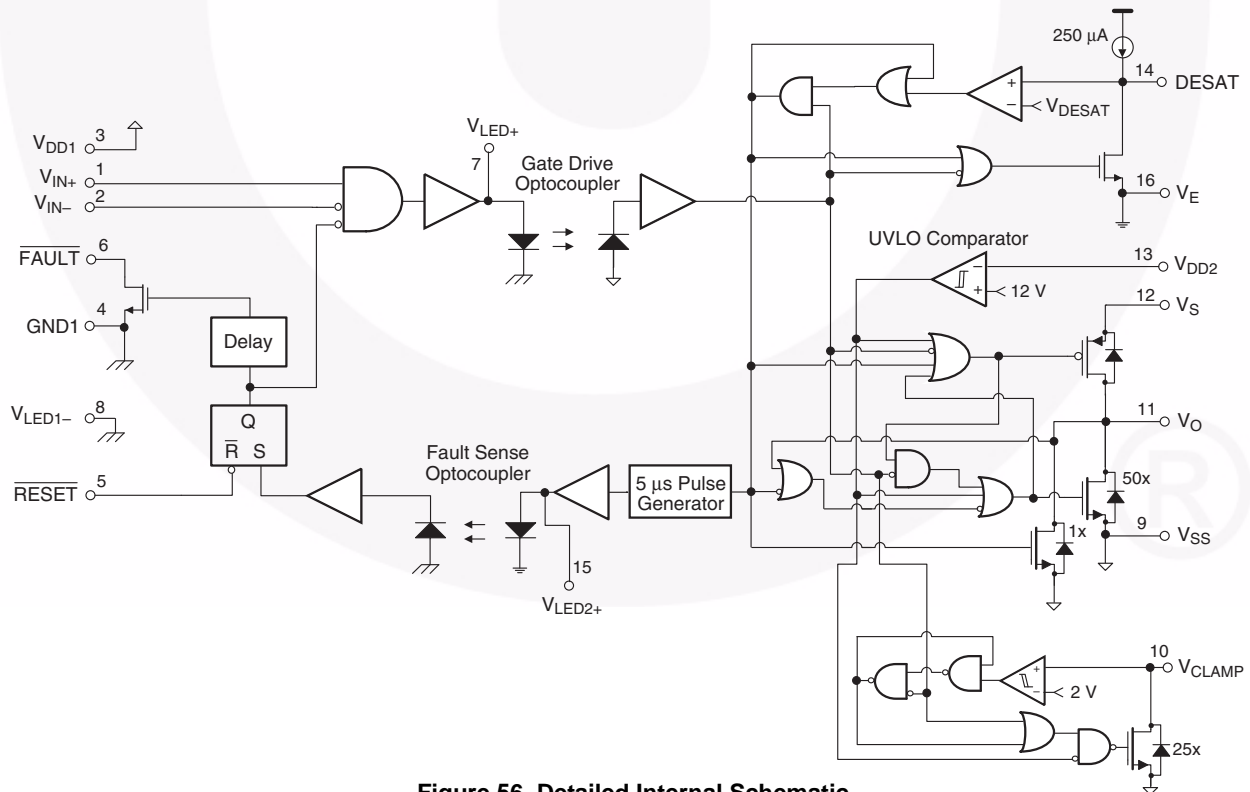 250 μA
14
DESAT
+
−
V_DESAT
V_LED+
7
V_DD1 3
V_IN+ 1
V_IN– 2
Gate Drive
Optocoupler
16
V_E
FAULT 6
UVLO Comparator
−
+
12 V
13
V_DD2
12
V_S
GND1 4
Delay
V_LED1– 8
Q
R S
11
V_O
RESET 5
Fault Sense
Optocoupler
5 μs Pulse
Generator
50x
1x
9
V_SS
15
V_LED2+
+
−
2 V
10
V_CLAMP
25x
®
Figure 56. Detailed Internal Schematic